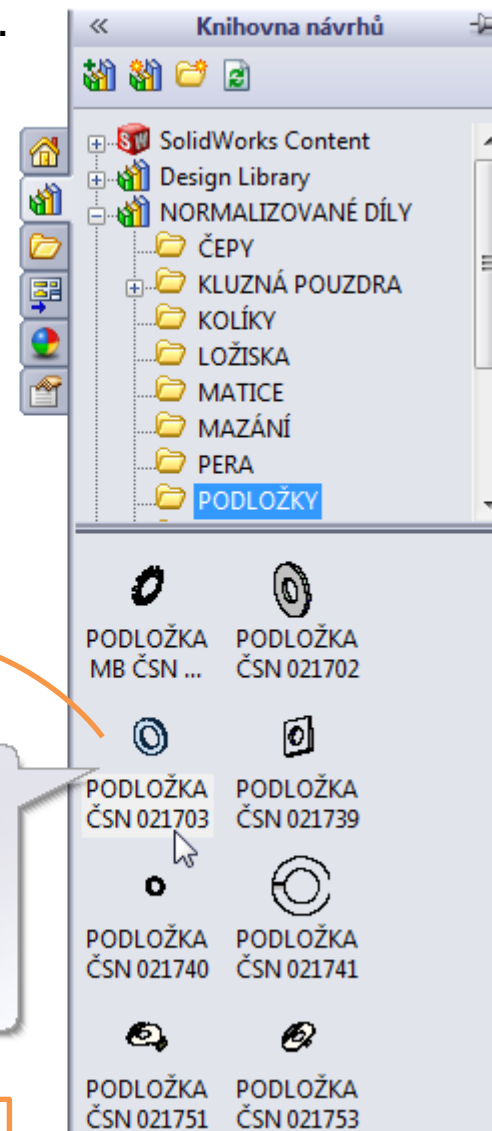 Knihovna návrhů
SolidWorks Content
Design Library
NORMALIZOVANÉ DÍLY
ČEPY
KLUZNÁ POUZDRA
KOLÍKY
LOŽISKA
MATICE
MAZÁNÍ
PERA
PODLOŽKY
PODLOŽKA
MB ČSN ...
PODLOŽKA
ČSN 021702
PODLOŽKA
ČSN 021703
PODLOŽKA
ČSN 021739
PODLOŽKA
ČSN 021740
PODLOŽKA
ČSN 021741
PODLOŽKA
ČSN 021751
PODLOŽKA
ČSN 021753